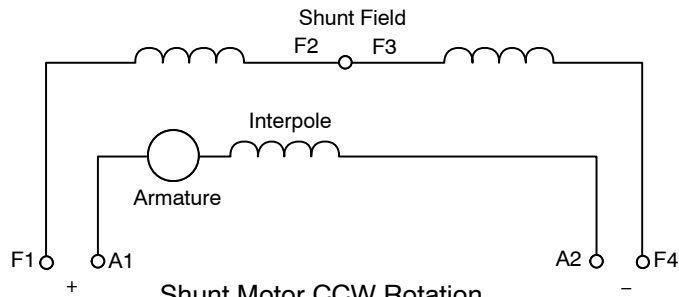 Shunt Field
F2 F3
Interpole
Armature
F1 A1 A2 F4
+ –
Shunt Motor CCW Rotation